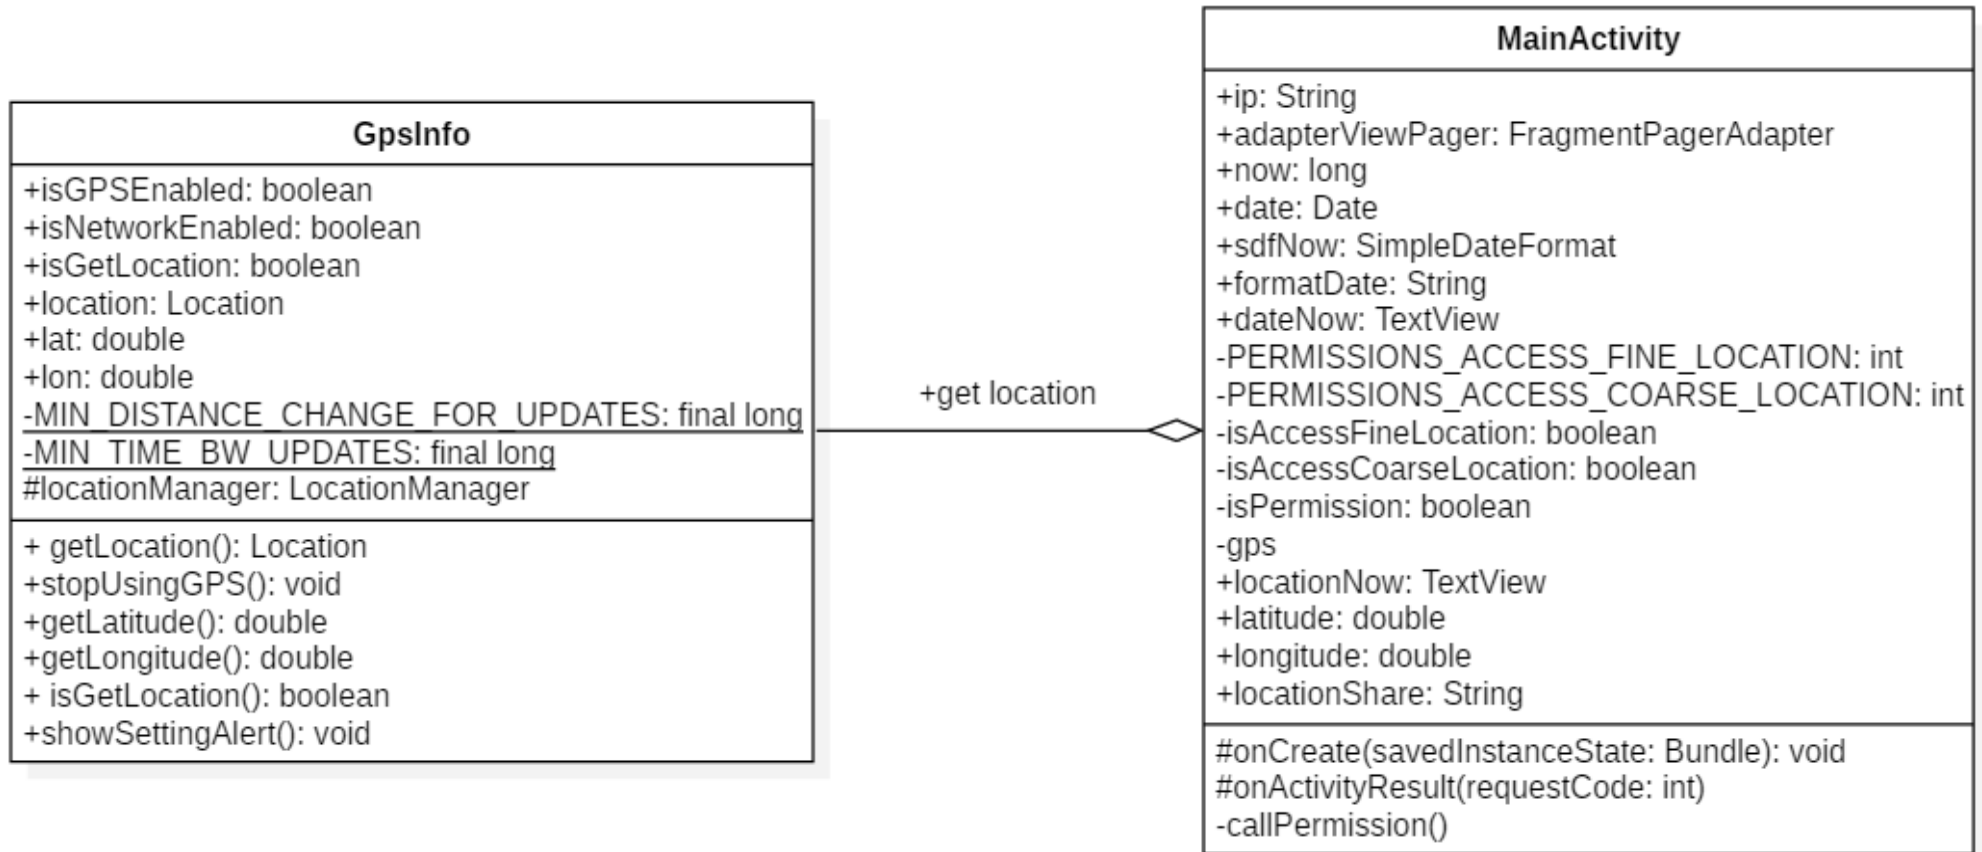 GpsInfo
+isGPSEnabled: boolean
+isNetworkEnabled: boolean
+isGetLocation: boolean
+location: Location
+lat: double
+lon: double
-MIN_DISTANCE_CHANGE_FOR_UPDATES: final long
-MIN_TIME_BW_UPDATES: final long
#locationManager: LocationManager
+ getLocation(): Location
+stopUsingGPS(): void
+getLatitude(): double
+getLongitude(): double
+ isGetLocation(): boolean
+showSettingAlert(): void
+get location
MainActivity
+ip: String
+adapterViewPager: FragmentPagerAdapter
+now: long
+date: Date
+sdfNow: SimpleDateFormat
+formatDate: String
+dateNow: TextView
-PERMISSIONS_ACCESS_FINE_LOCATION: int
-PERMISSIONS_ACCESS_COARSE_LOCATION: int
-isAccessFineLocation: boolean
-isAccessCoarseLocation: boolean
-isPermission: boolean
-gps
+locationNow: TextView
+latitude: double
+longitude: double
+locationShare: String
#onCreate(savedInstanceState: Bundle): void
#onActivityResult(requestCode: int)
-callPermission()